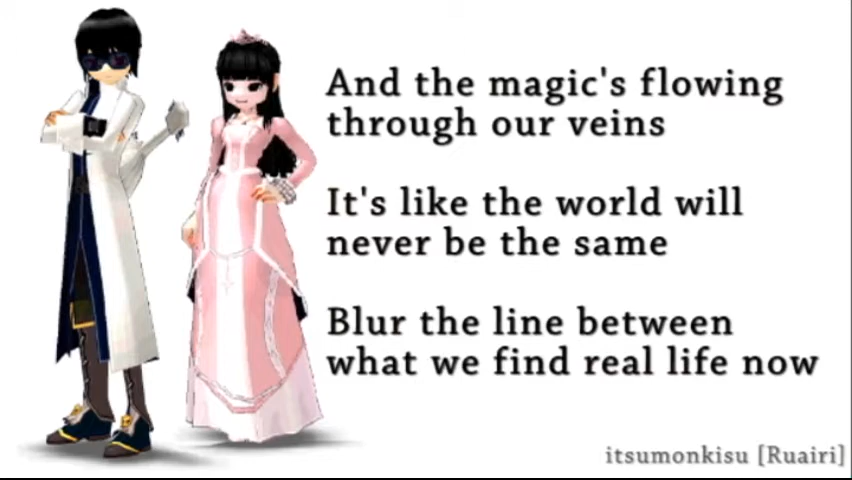 And the magic's flowing
through our veins
It's like the world will
never be the same
Blur the line between
what we find real life now
itsumonkisu [Ruairi]